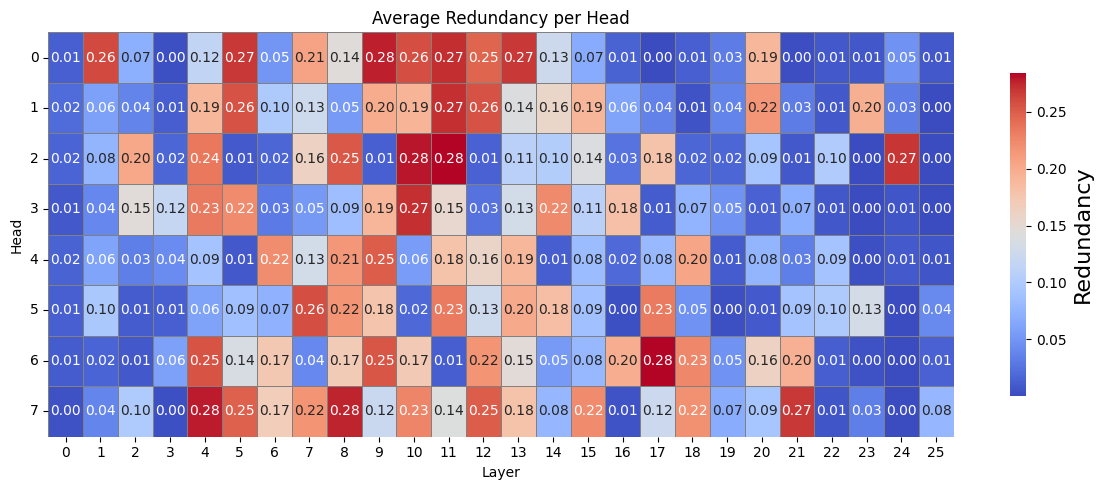 Average Redundancy per Head
0 0.01 0.26 0.07 0.00 0.12 0.27 0.05 0.21 0.14 0.28 0.26 0.27 0.25 0.27 0.13 0.07 0.01 0.00 0.01 0.03 0.19 0.00 0.01 0.01 0.05 0.01
1 0.02 0.06 0.04 0.01 0.19 0.26 0.10 0.13 0.05 0.20 0.19 0.27 0.26 0.14 0.16 0.19 0.06 0.04 0.01 0.04 0.22 0.03 0.01 0.20 0.03 0.00
2 0.02 0.08 0.20 0.02 0.24 0.01 0.02 0.16 0.25 0.01 0.28 0.28 0.01 0.11 0.10 0.14 0.03 0.18 0.02 0.02 0.09 0.01 0.10 0.00 0.27 0.00
3 0.01 0.04 0.15 0.12 0.23 0.22 0.03 0.05 0.09 0.19 0.27 0.15 0.03 0.13 0.22 0.11 0.18 0.01 0.07 0.05 0.01 0.07 0.01 0.00 0.01 0.00
4 0.02 0.06 0.03 0.04 0.09 0.01 0.22 0.13 0.21 0.25 0.06 0.18 0.16 0.19 0.01 0.08 0.02 0.08 0.20 0.01 0.08 0.03 0.09 0.00 0.01 0.01
5 0.01 0.10 0.01 0.01 0.06 0.09 0.07 0.26 0.22 0.18 0.02 0.23 0.13 0.20 0.18 0.09 0.00 0.23 0.05 0.00 0.01 0.09 0.10 0.13 0.00 0.04
6 0.01 0.02 0.01 0.06 0.25 0.14 0.17 0.04 0.17 0.25 0.17 0.01 0.22 0.15 0.05 0.08 0.20 0.28 0.23 0.05 0.16 0.20 0.01 0.00 0.00 0.01
7 0.00 0.04 0.10 0.00 0.28 0.25 0.17 0.22 0.28 0.12 0.23 0.14 0.25 0.18 0.08 0.22 0.01 0.12 0.22 0.07 0.09 0.27 0.01 0.03 0.00 0.08
0 1 2 3 4 5 6 7 8 9 10 11 12 13 14 15 16 17 18 19 20 21 22 23 24 25
Layer
Head
0.25
0.20
0.15
0.10
0.05
Redundancy